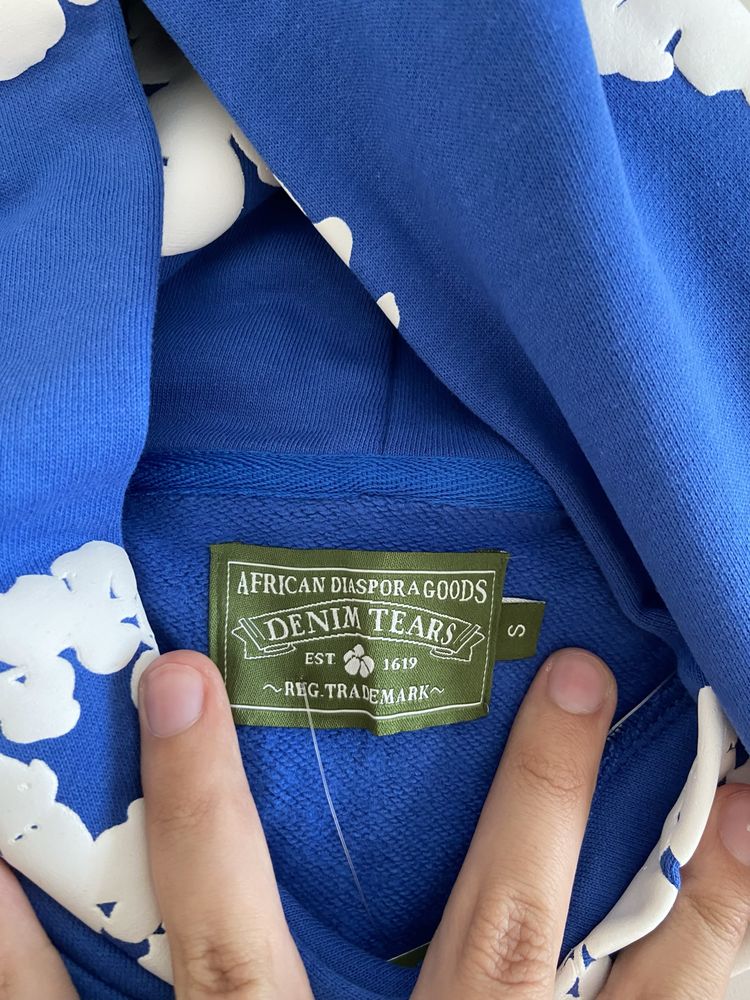 AFRICAN DIASPORA GOODS
DENIM TEARS
EST. 1619
~REG. TRADEMARK~
S